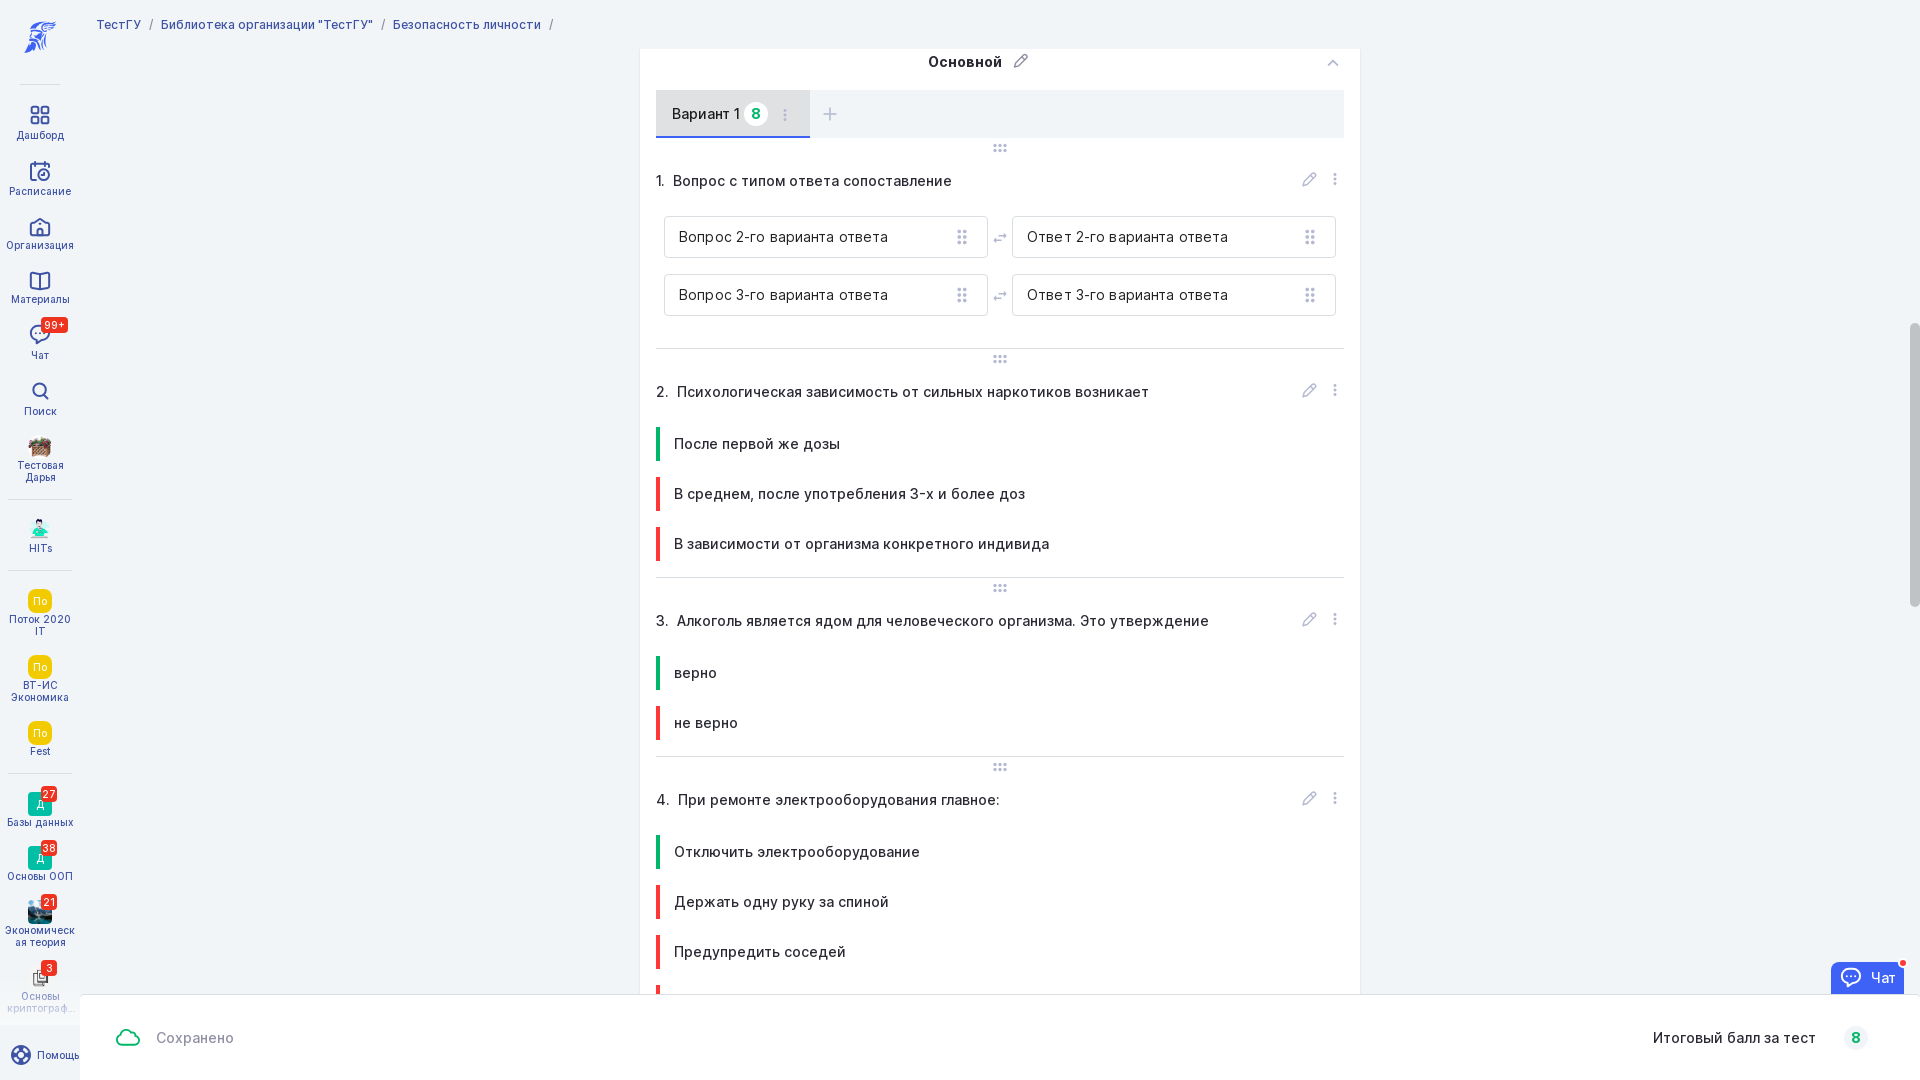 ТестГУ / Библиотека организации "ТестГУ" / Безопасность личности /
Дашборд
Расписание
Организация
Материалы
99+
Чат
Поиск
Тестовая
Дарья
HITs
По
Поток 2020
IT
По
ВТ-ИС
Экономика
По
Fest
27
Д
Базы данных
38
Д
Основы ООП
21
Экономическ
ая теория
3
Основы
криптограф...
Помощь
Основной
Вариант 1 8
1. Вопрос с типом ответа сопоставление
Вопрос 2-го варианта ответа Ответ 2-го варианта ответа
Вопрос 3-го варианта ответа Ответ 3-го варианта ответа
2. Психологическая зависимость от сильных наркотиков возникает
После первой же дозы
В среднем, после употребления 3-х и более доз
В зависимости от организма конкретного индивида
3. Алкоголь является ядом для человеческого организма. Это утверждение
верно
не верно
4. При ремонте электрооборудования главное:
Отключить электрооборудование
Держать одну руку за спиной
Предупредить соседей
Чат
Сохранено
Итоговый балл за тест 8